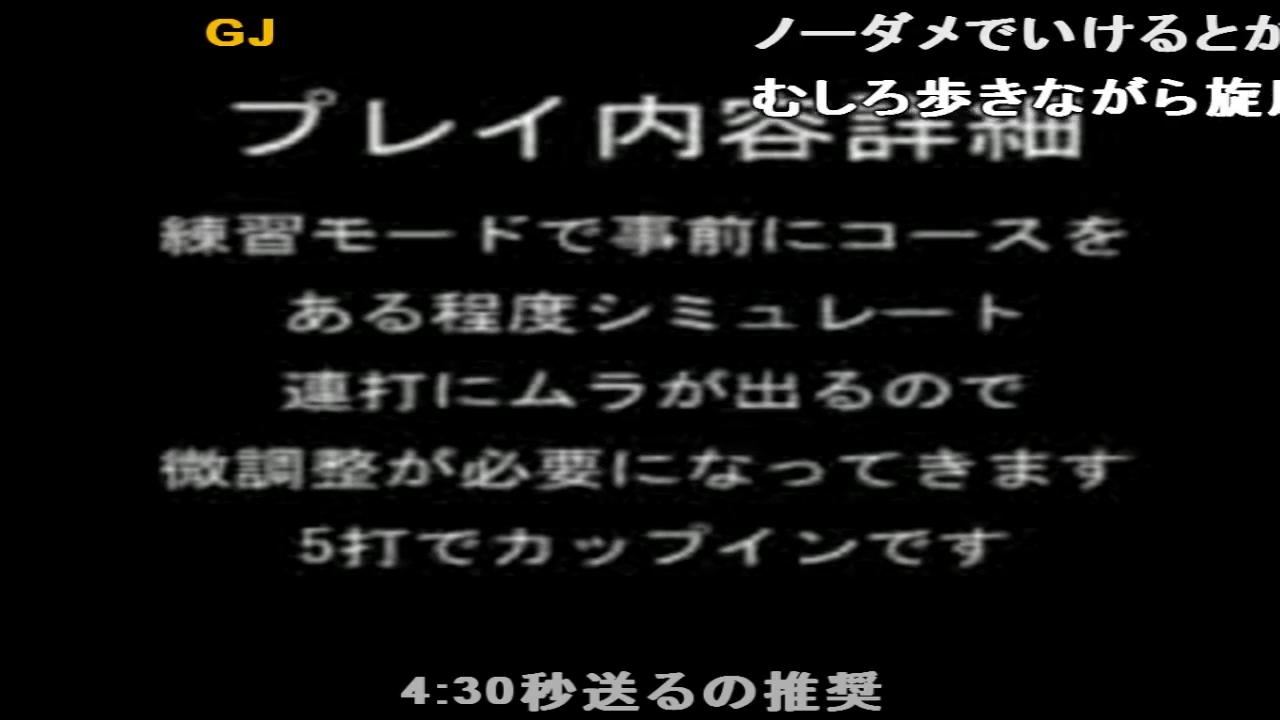 GJ
ノーダメでいけるとか
むしろ歩きながら旋
プレイ内容詳細
練習モードで事前にコースを
ある程度シミュレート
連打にムラが出るので
微調整が必要になってきます
5打でカップインです
4:30秒送るの推奨